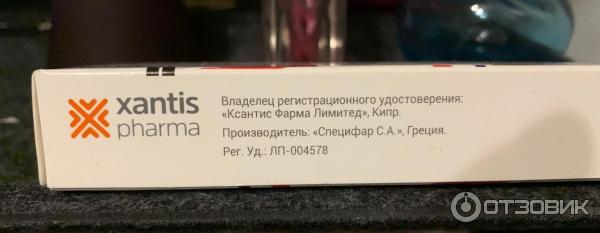 xantis
pharma
Владелец регистрационного удостоверения:
«Ксантис Фарма Лимитед», Кипр.
Производитель: «Специфар С.А.», Греция.
Рег. Уд.: ЛП-004578
ОТЗОВИК